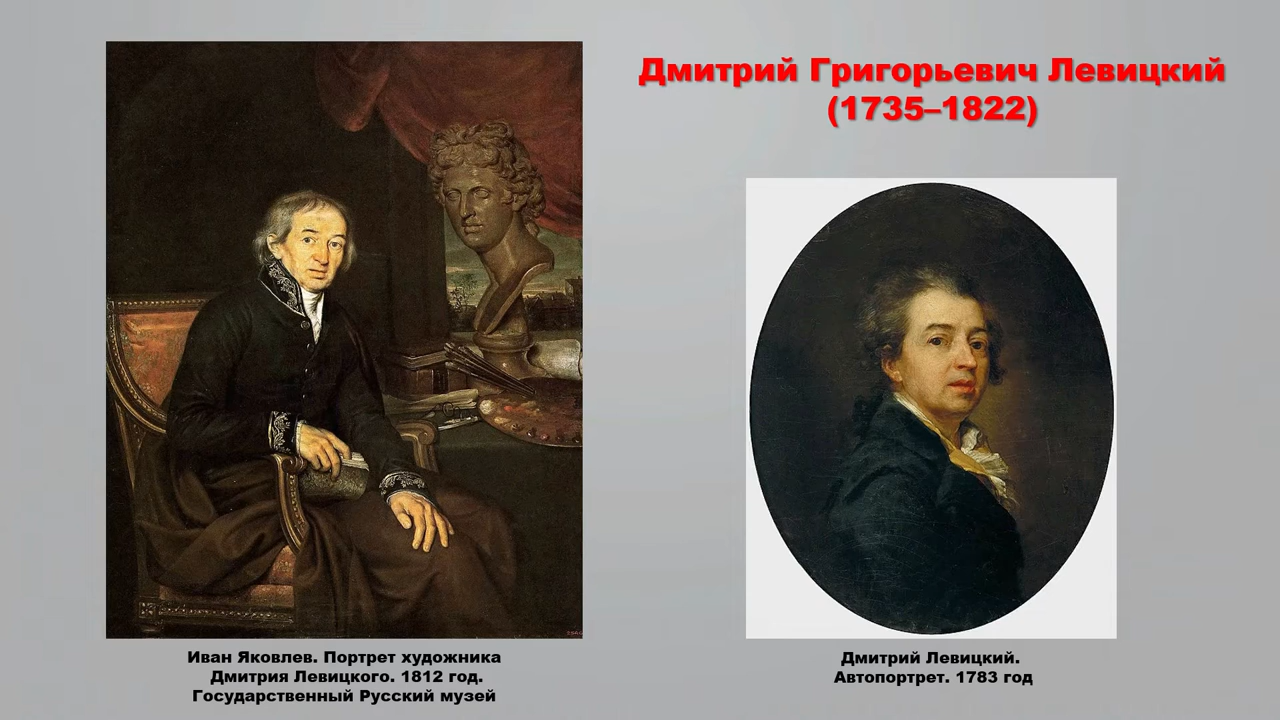 Дмитрий Григорьевич Левицкий
(1735–1822)
Иван Яковлев. Портрет художника
Дмитрия Левицкого. 1812 год.
Государственный Русский музей
Дмитрий Левицкий.
Автопортрет. 1783 год